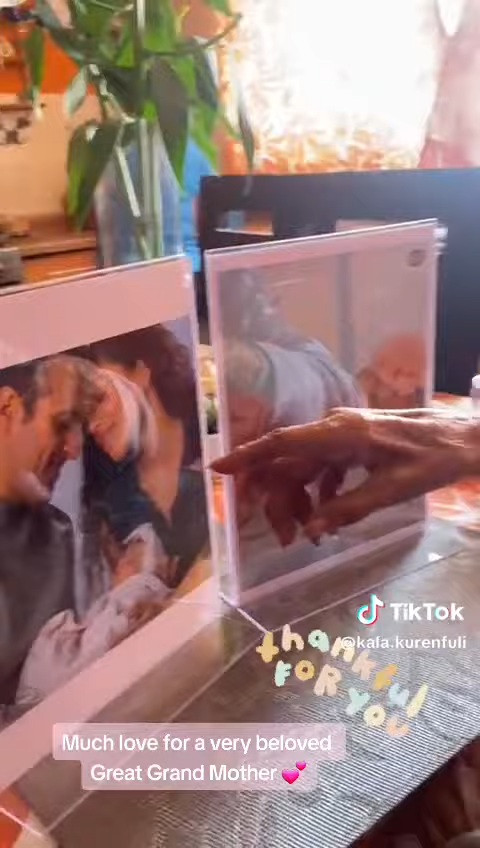 TikTok
@kala.kurenfuli
thankful
FOR YOU
Much love for a very beloved
Great Grand Mother 💕